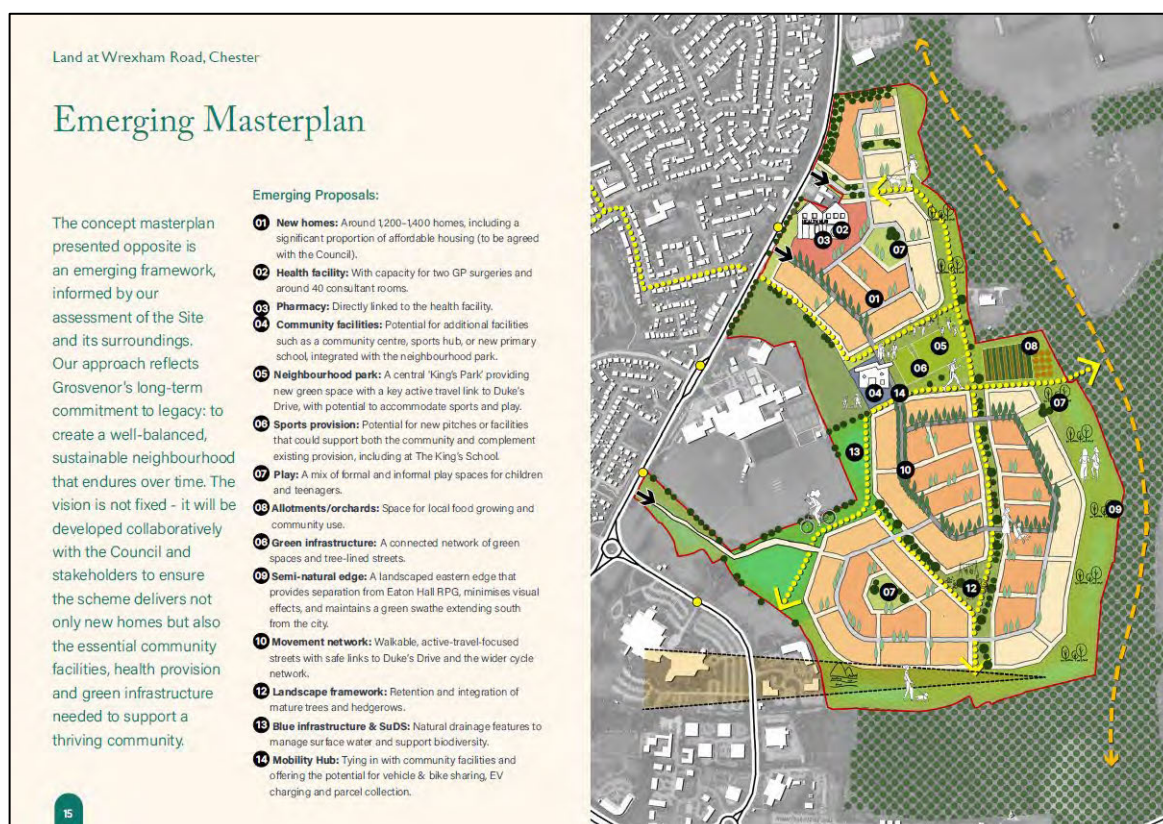 Land at Wrexham Road, Chester
Emerging Masterplan
The concept masterplan
presented opposite is
an emerging framework,
informed by our
assessment of the Site
and its surroundings.
Our approach reflects
Grosvenor's long-term
commitment to legacy: to
create a well-balanced,
sustainable neighbourhood
that endures over time. The
vision is not fixed - it will be
developed collaboratively
with the Council and
stakeholders to ensure
the scheme delivers not
only new homes but also
the essential community
facilities, health provision
and green infrastructure
needed to support a
thriving community.
Emerging Proposals:
01 New homes: Around 1,200-1,400 homes, including a
significant proportion of affordable housing (to be agreed
with the Council).
02 Health facility: With capacity for two GP surgeries and
around 40 consultant rooms.
03 Pharmacy: Directly linked to the health facility.
04 Community facilities: Potential for additional facilities
such as a community centre, sports hub, or new primary
school, integrated with the neighbourhood park.
05 Neighbourhood park: A central 'King's Park' providing
new green space with a key active travel link to Duke's
Drive, with potential to accommodate sports and play.
06 Sports provision: Potential for new pitches or facilities
that could support both the community and complement
existing provision, including at The King's School.
07 Play: A mix of formal and informal play spaces for children
and teenagers.
08 Allotments/orchards: Space for local food growing and
community use.
06 Green infrastructure: A connected network of green
spaces and tree-lined streets.
09 Semi-natural edge: A landscaped eastern edge that
provides separation from Eaton Hall RPG, minimises visual
effects, and maintains a green swathe extending south
from the city.
10 Movement network: Walkable, active-travel-focused
streets with safe links to Duke's Drive and the wider cycle
network.
12 Landscape framework: Retention and integration of
mature trees and hedgerows.
13 Blue infrastructure & SuDS: Natural drainage features to
manage surface water and support biodiversity.
14 Mobility Hub: Tying in with community facilities and
offering the potential for vehicle & bike sharing, EV
charging and parcel collection.
15
02
03
07
01
05
06
08
04
14
07
13
10
09
12
07